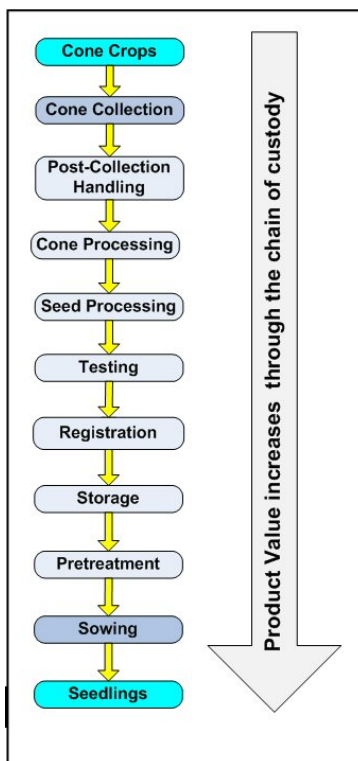 Cone Crops
Cone Collection
Post-Collection
Handling
Cone Processing
Seed Processing
Testing
Registration
Storage
Pretreatment
Sowing
Seedlings
Product Value increases through the chain of custody